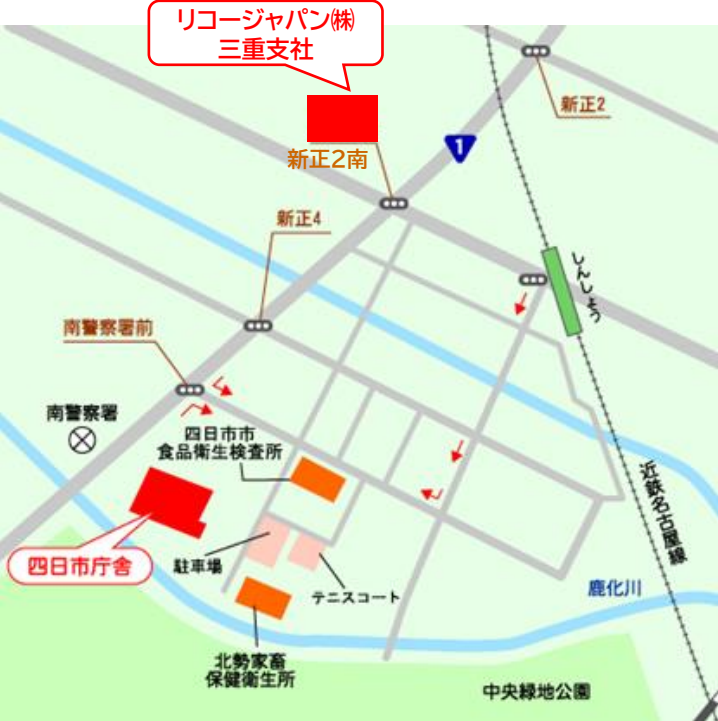 リコージャパン㈱
三重支社
新正2
1
新正2南
新正4
しんしょう
南警察署前
南警察署
四日市市
食品衛生検査所
近鉄名古屋線
四日市庁舎
駐車場
テニスコート
鹿化川
北勢家畜
保健衛生所
中央緑地公園